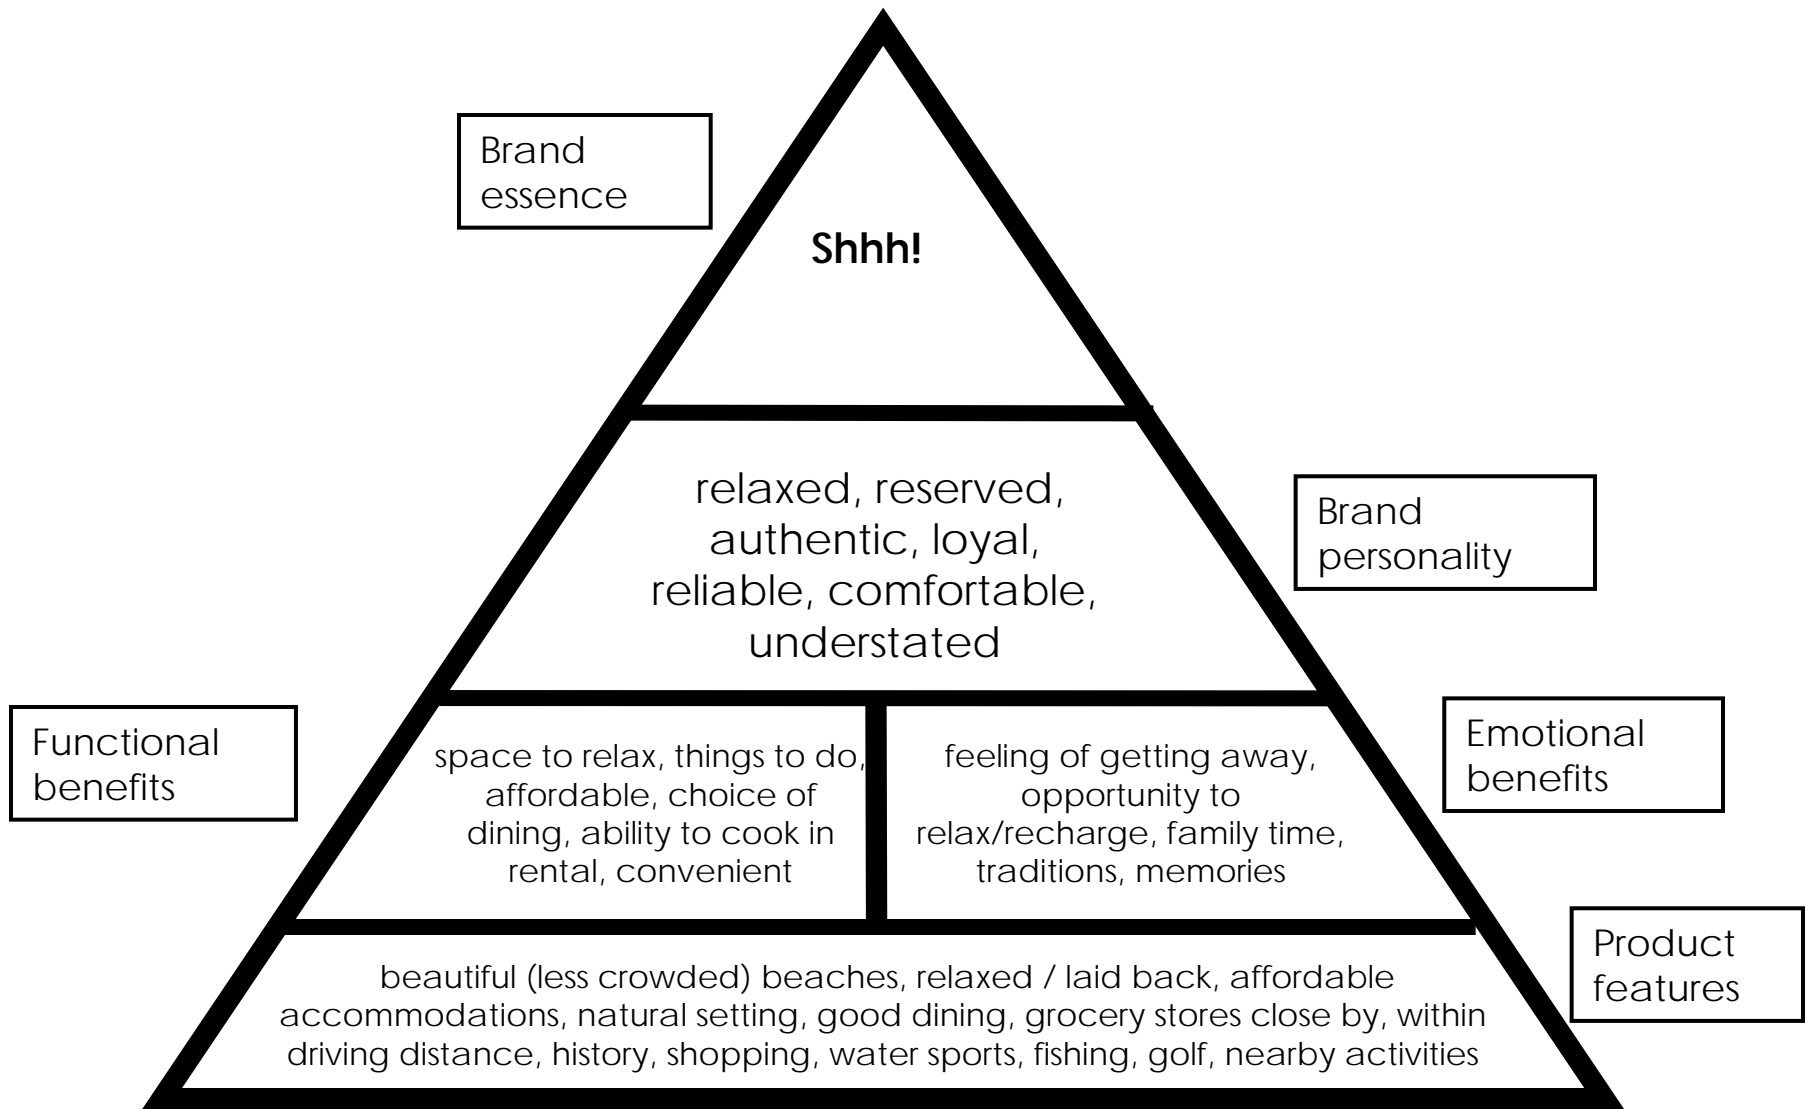 Brand
essence
Shhh!
relaxed, reserved,
authentic, loyal,
reliable, comfortable,
understated
Brand
personality
Functional
benefits
space to relax, things to do,
affordable, choice of
dining, ability to cook in
rental, convenient
feeling of getting away,
opportunity to
relax/recharge, family time,
traditions, memories
Emotional
benefits
beautiful (less crowded) beaches, relaxed / laid back, affordable
accommodations, natural setting, good dining, grocery stores close by, within
driving distance, history, shopping, water sports, fishing, golf, nearby activities
Product
features